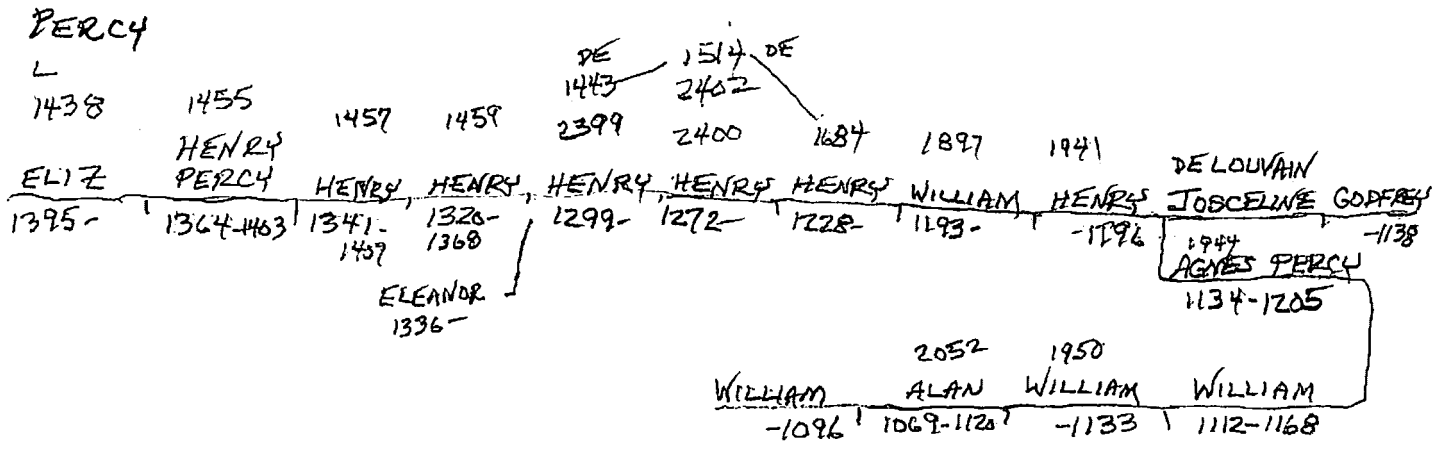 PERCY
L
DE 1514 DE
1443 2402
1438 1455 1457 1459 2399 2400 1684 1897 1941
HENRY DE LOUVAIN
ELIZ PERCY HENRY HENRY HENRY HENRY HENRY WILLIAM HENRY JOSCELINE GODFREY
1395- 1364-1403 1341- 1320- 1299- 1272- 1228- 1193- -1196 -1138
1368 1944
ELEANOR AGNES PERCY
1336- 1134-1205
2052 1950
WILLIAM ALAN WILLIAM WILLIAM
-1096 1069-1120 -1133 1112-1168